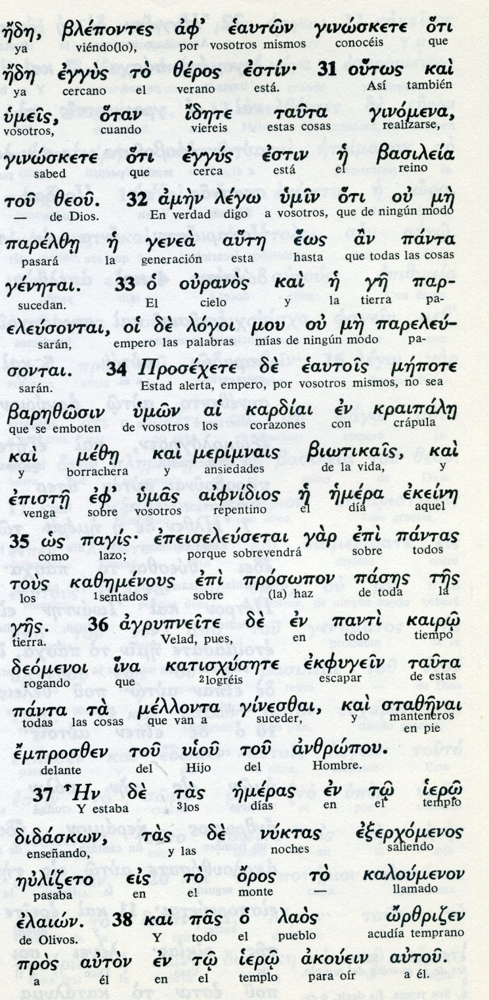 ἤδη, βλέποντες ἀφ’ ἑαυτῶν γινώσκετε ὅτι
ya viéndo(lo), por vosotros mismos conocéis que
ἤδη ἐγγὺς τὸ θέρος ἐστίν· 31 οὕτως καὶ
ya cercano el verano está. Así también
ὑμεῖς, ὅταν ἴδητε ταῦτα γινόμενα,
vosotros, cuando viereis estas cosas realizarse,
γινώσκετε ὅτι ἐγγύς ἐστιν ἡ βασιλεία
sabed que cerca está el reino
τοῦ θεοῦ. 32 ἀμὴν λέγω ὑμῖν ὅτι οὐ μὴ
— de Dios. En verdad digo a vosotros, que de ningún modo
παρέλθῃ ἡ γενεὰ αὕτη ἕως ἂν πάντα
pasará la generación esta hasta que todas las cosas
γένηται. 33 ὁ οὐρανὸς καὶ ἡ γῆ παρ-
sucedan. El cielo y la tierra pa-
ελεύσονται, οἱ δὲ λόγοι μου οὐ μὴ παρελεύ-
sarán, empero las palabras mías de ningún modo pa-
σονται. 34 Προσέχετε δὲ ἑαυτοῖς μήποτε
sarán. Estad alerta, empero, por vosotros mismos, no sea
βαρηθῶσιν ὑμῶν αἱ καρδίαι ἐν κραιπάλῃ
que se emboten de vosotros los corazones con crápula
καὶ μέθῃ καὶ μερίμναις βιωτικαῖς, καὶ
y borrachera y ansiedades de la vida, y
ἐπιστῇ ἐφ’ ὑμᾶς αἰφνίδιος ἡ ἡμέρα ἐκείνη
venga sobre vosotros repentino el día aquel
35 ὡς παγίς· ἐπεισελεύσεται γὰρ ἐπὶ πάντας
como lazo; porque sobrevendrá sobre todos
τοὺς καθημένους ἐπὶ πρόσωπον πάσης τῆς
los 1sentados sobre (la) haz de toda la
γῆς. 36 ἀγρυπνεῖτε δὲ ἐν παντὶ καιρῷ
tierra. Velad, pues, en todo tiempo,
δεόμενοι ἵνα κατισχύσητε ἐκφυγεῖν ταῦτα
rogando que 2logréis escapar de estas
πάντα τὰ μέλλοντα γίνεσθαι, καὶ σταθῆναι
todas las cosas que van a suceder, y manteneros
en pie
ἔμπροσθεν τοῦ υἱοῦ τοῦ ἀνθρώπου.
delante del Hijo del Hombre.
37 Ἦν δὲ τὰς ἡμέρας ἐν τῷ ἱερῷ
Y estaba 3los días en el templo
διδάσκων, τὰς δὲ νύκτας ἐξερχόμενος
enseñando, y las noches saliendo
ηὐλίζετο εἰς τὸ ὄρος τὸ καλούμενον
pasaba en el monte — llamado
ἐλαιών. 38 καὶ πᾶς ὁ λαὸς ὤρθριζεν
de Olivos. Y todo el pueblo acudía temprano
πρὸς αὐτὸν ἐν τῷ ἱερῷ ἀκούειν αὐτοῦ.
a él en el templo para oír a él.